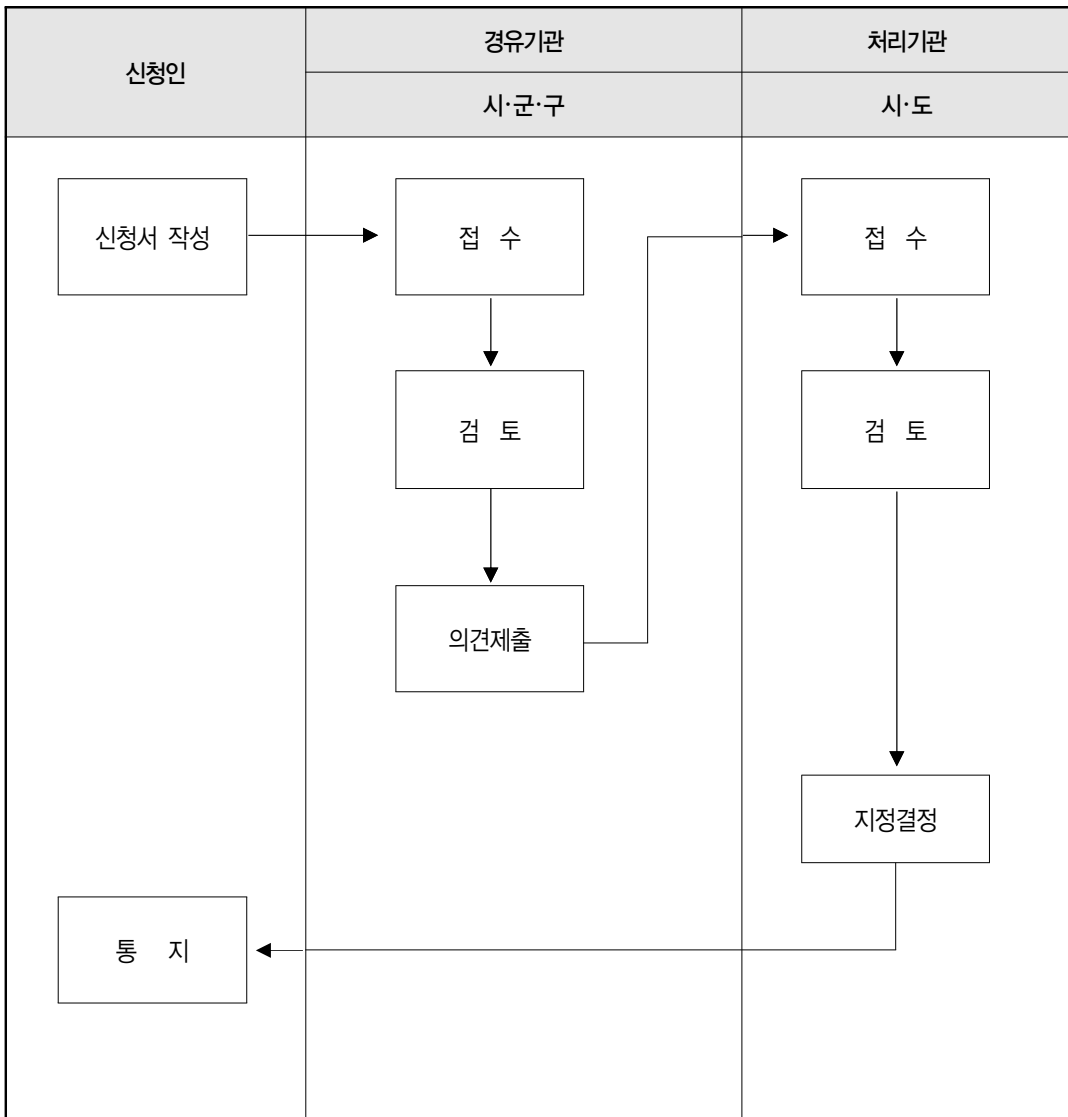 신청인
경유기관
처리기관
시·군·구
시·도
신청서 작성
접 수
접 수
검 토
검 토
의견제출
지정결정
통 지